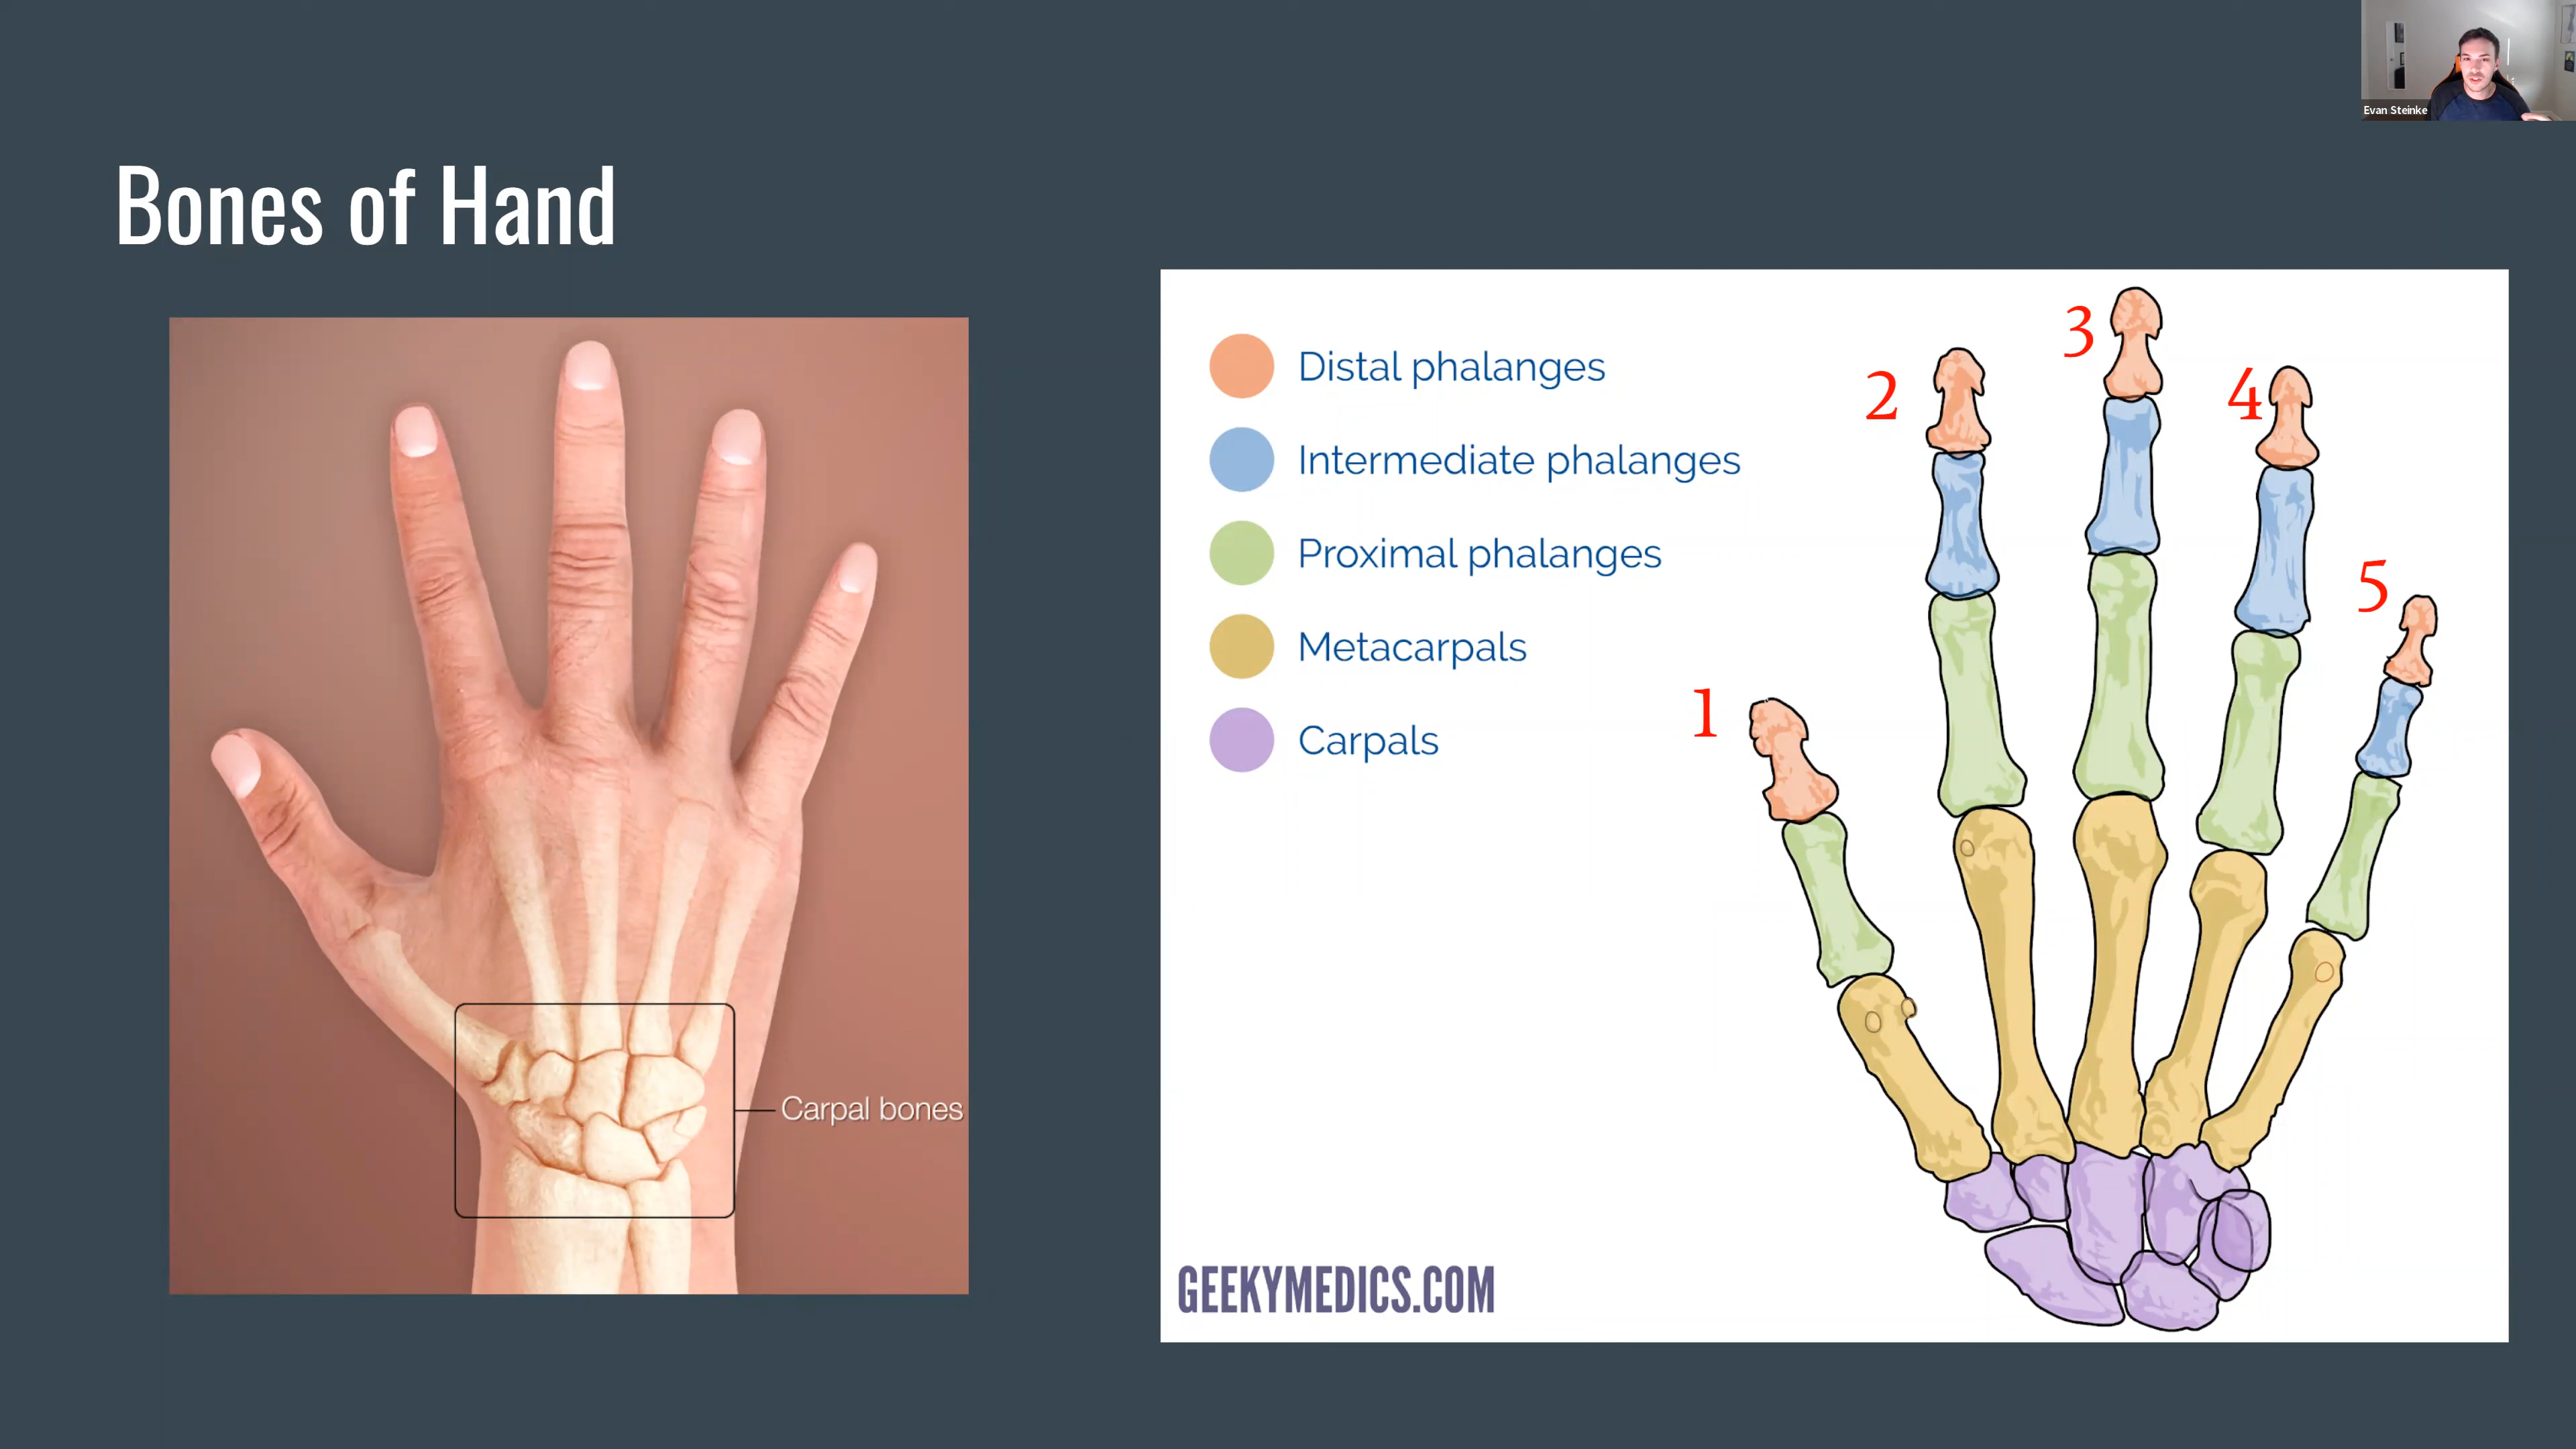 Evan Steinke
Bones of Hand
Carpal bones
Distal phalanges
Intermediate phalanges
Proximal phalanges
Metacarpals
Carpals
1
2
3
4
5
GEEKYMEDICS.COM